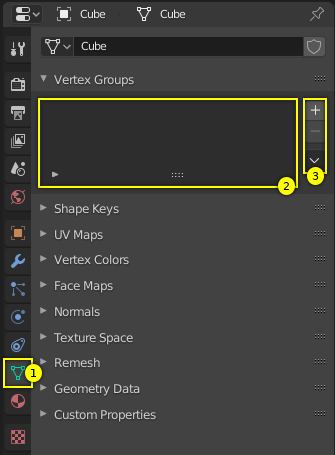 Cube Cube
Cube
Vertex Groups
2
3
Shape Keys
UV Maps
Vertex Colors
Face Maps
Normals
Texture Space
Remesh
1
Geometry Data
Custom Properties